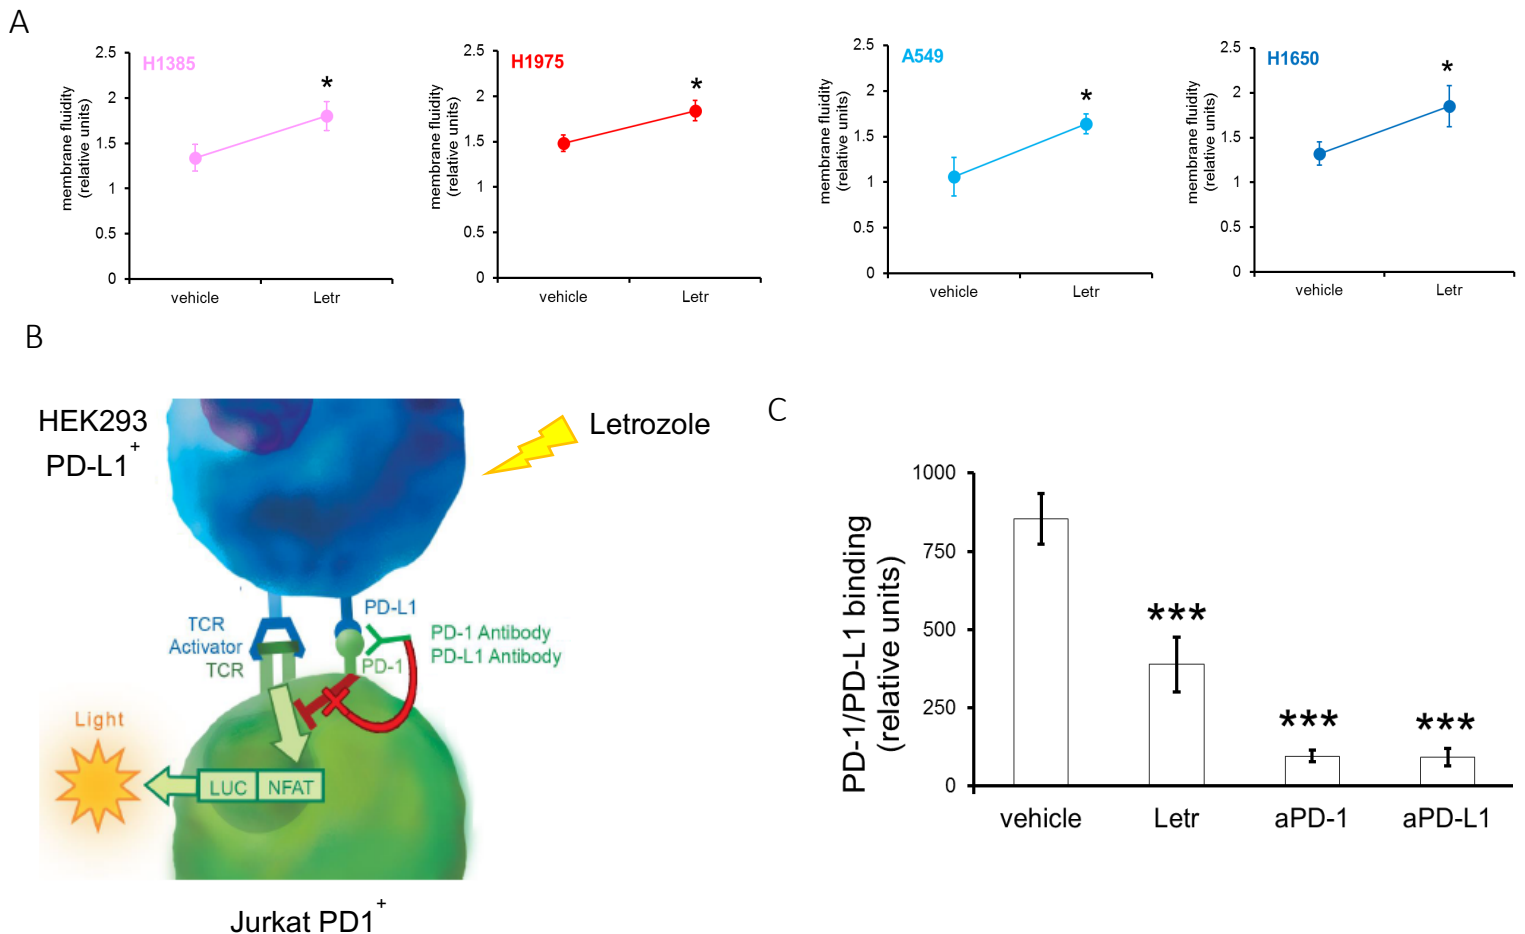 A
H1385
*
membrane fluidity
(relative units)
2.5
2
1.5
1
0.5
0
vehicle
Letr
H1975
*
membrane fluidity
(relative units)
2.5
2
1.5
1
0.5
0
vehicle
Letr
A549
*
membrane fluidity
(relative units)
2.5
2
1.5
1
0.5
0
vehicle
Letr
H1650
*
membrane fluidity
(relative units)
2.5
2
1.5
1
0.5
0
vehicle
Letr
B
HEK293
PD-L1+
Letrozole
TCR
Activator
TCR
PD-L1
PD-1
PD-1 Antibody
PD-L1 Antibody
Light
LUC NFAT
Jurkat PD1+
C
PD-1/PD-L1 binding
(relative units)
1000
750
500
250
0
***
***
***
vehicle
Letr
aPD-1
aPD-L1